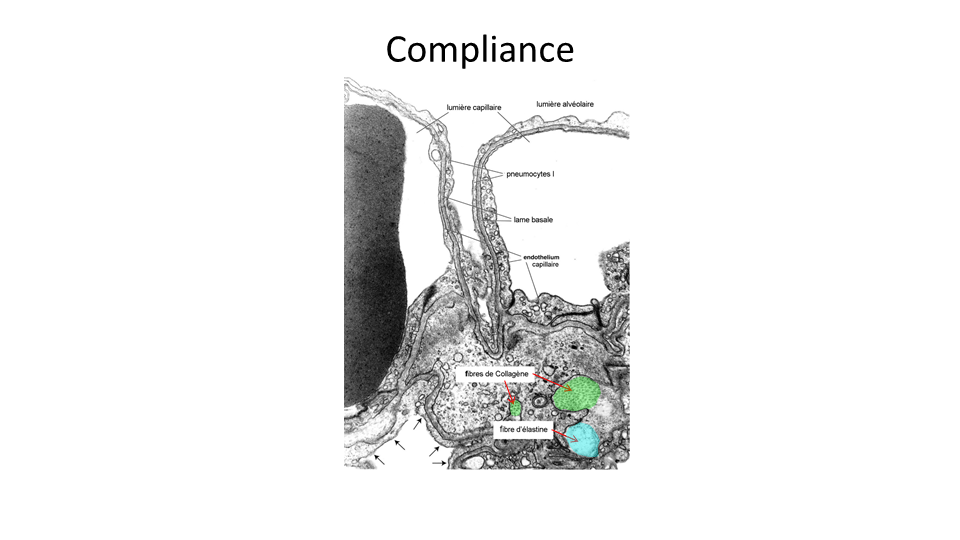 Compliance
lumière capillaire
lumière alvéolaire
pneumocytes I
lame basale
endothelium
capillaire
fibres de Collagène
fibre d'élastine